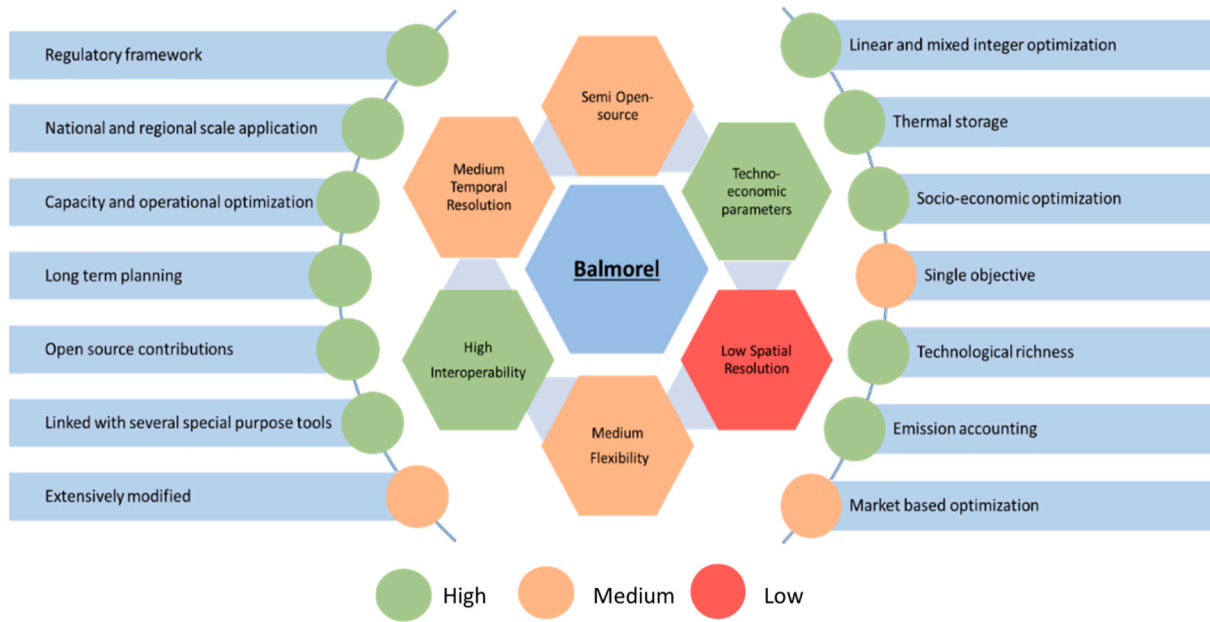 Regulatory framework
National and regional scale application
Capacity and operational optimization
Long term planning
Open source contributions
Linked with several special purpose tools
Extensively modified
Semi Open-
source
Medium
Temporal
Resolution
Techno-
economic
parameters
Balmorel
High
Interoperability
Low Spatial
Resolution
Medium
Flexibility
Linear and mixed integer optimization
Thermal storage
Socio-economic optimization
Single objective
Technological richness
Emission accounting
Market based optimization
High
Medium
Low